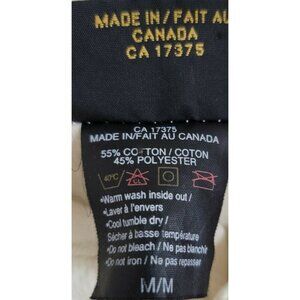 MADE IN/FAIT AU
CANADA
CA 17375
CA 17375
MADE IN/FAIT AU CANADA
55% COTTON / COTON
45% POLYESTER
40°C CL
•Warm wash inside out /
•Laver à l'envers
•Cool tumble dry /
Sécher à basse température
•Do not bleach / Ne pas blanchir
•Do not iron / Ne pas repasser
M/M